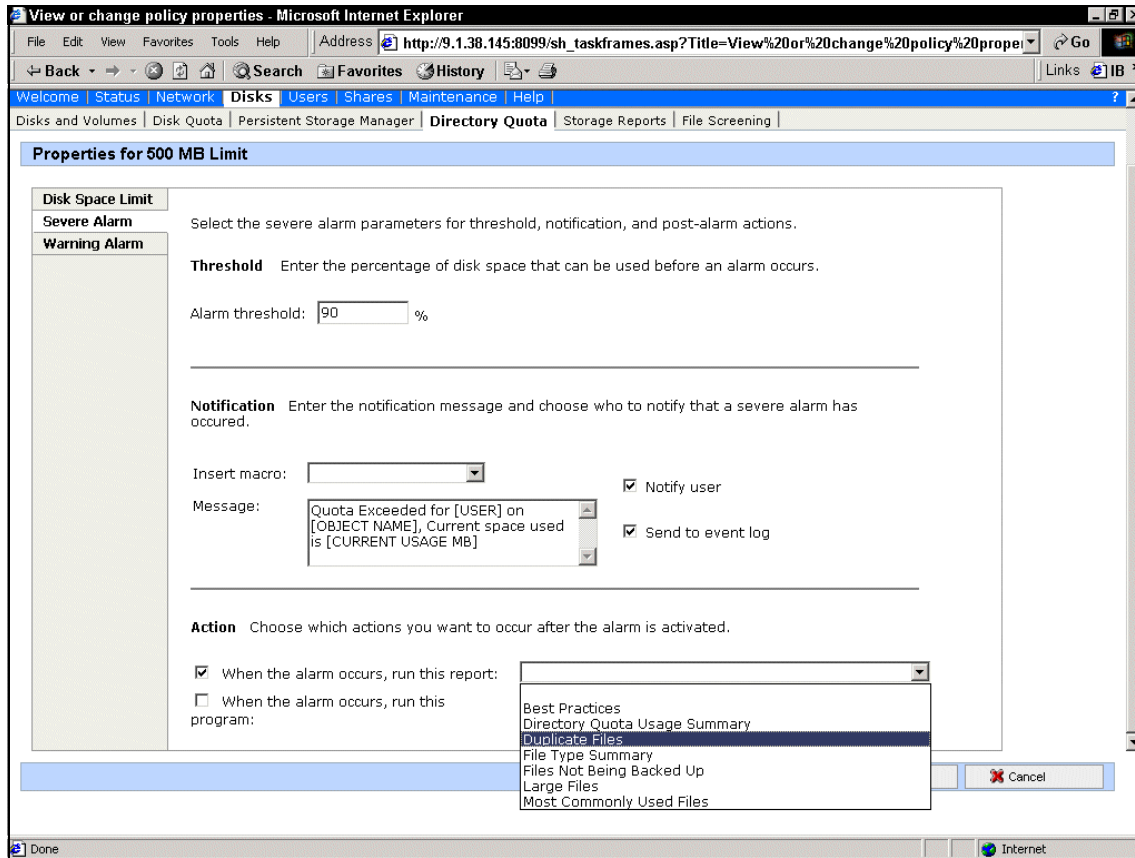 View or change policy properties - Microsoft Internet Explorer
File Edit View Favorites Tools Help Address http://9.1.38.145:8099/sh_taskframes.asp?Title=View%20or%20change%20policy%20proper Go
Back Search Favorites History Links IB
Welcome | Status | Network | Disks | Users | Shares | Maintenance | Help | ?
Disks and Volumes | Disk Quota | Persistent Storage Manager | Directory Quota | Storage Reports | File Screening |
Properties for 500 MB Limit
Disk Space Limit
Severe Alarm
Warning Alarm
Select the severe alarm parameters for threshold, notification, and post-alarm actions.
Threshold Enter the percentage of disk space that can be used before an alarm occurs.
Alarm threshold: 90 %
Notification Enter the notification message and choose who to notify that a severe alarm has
occured.
Insert macro:
Notify user
Message:
Quota Exceeded for [USER] on
[OBJECT NAME], Current space used
is [CURRENT USAGE MB]
Send to event log
Action Choose which actions you want to occur after the alarm is activated.
When the alarm occurs, run this report:
When the alarm occurs, run this
program:
Best Practices
Directory Quota Usage Summary
Duplicate Files
File Type Summary
Files Not Being Backed Up
Large Files
Most Commonly Used Files
Cancel
Done Internet